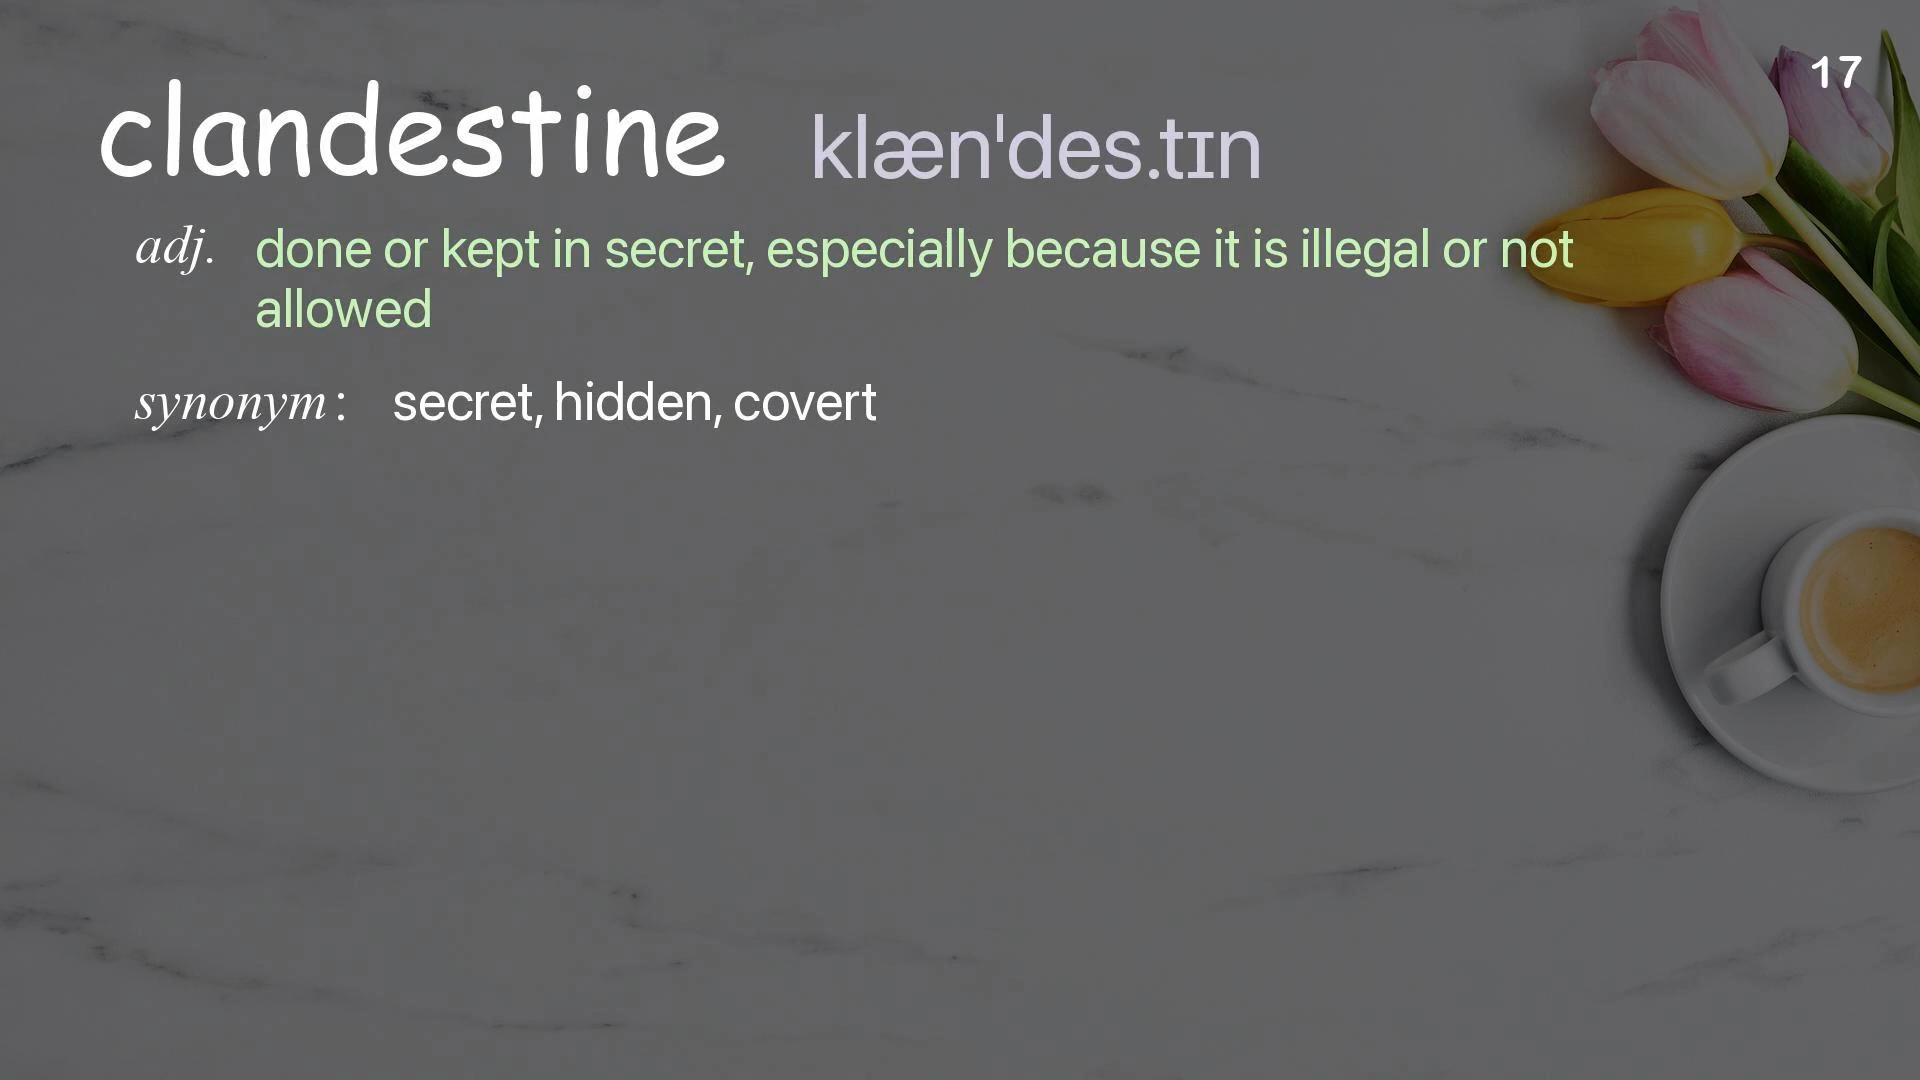 17
clandestine klæn'des.tɪn
adj. done or kept in secret, especially because it is illegal or not
allowed
synonym: secret, hidden, covert